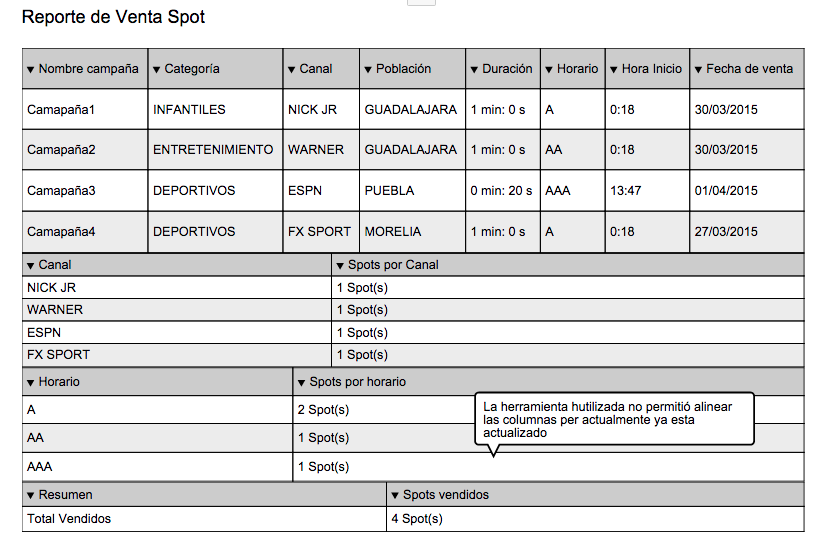 Reporte de Venta Spot
▼ Nombre campaña ▼ Categoría ▼ Canal ▼ Población ▼ Duración ▼ Horario ▼ Hora Inicio ▼ Fecha de venta
Camapaña1 INFANTILES NICK JR GUADALAJARA 1 min: 0 s A 0:18 30/03/2015
Camapaña2 ENTRETENIMIENTO WARNER GUADALAJARA 1 min: 0 s AA 0:18 30/03/2015
Camapaña3 DEPORTIVOS ESPN PUEBLA 0 min: 20 s AAA 13:47 01/04/2015
Camapaña4 DEPORTIVOS FX SPORT MORELIA 1 min: 0 s A 0:18 27/03/2015
▼ Canal ▼ Spots por Canal
NICK JR 1 Spot(s)
WARNER 1 Spot(s)
ESPN 1 Spot(s)
FX SPORT 1 Spot(s)
▼ Horario ▼ Spots por horario
A 2 Spot(s)
AA 1 Spot(s)
AAA 1 Spot(s)
La herramienta hutilizada no permitió alinear
las columnas per actualmente ya esta
actualizado
▼ Resumen ▼ Spots vendidos
Total Vendidos 4 Spot(s)